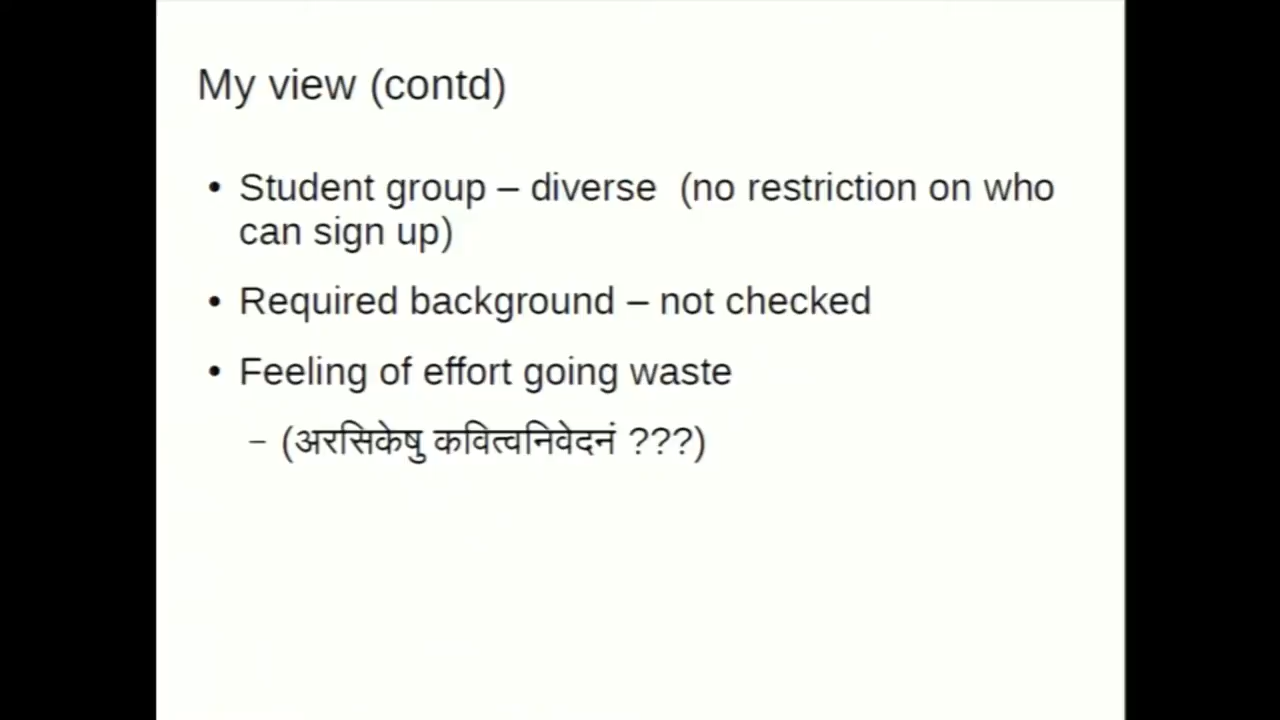 My view (contd)
• Student group – diverse (no restriction on who
can sign up)
• Required background – not checked
• Feeling of effort going waste
– (अरसिकेषु कवित्वनिवेदनं ???)